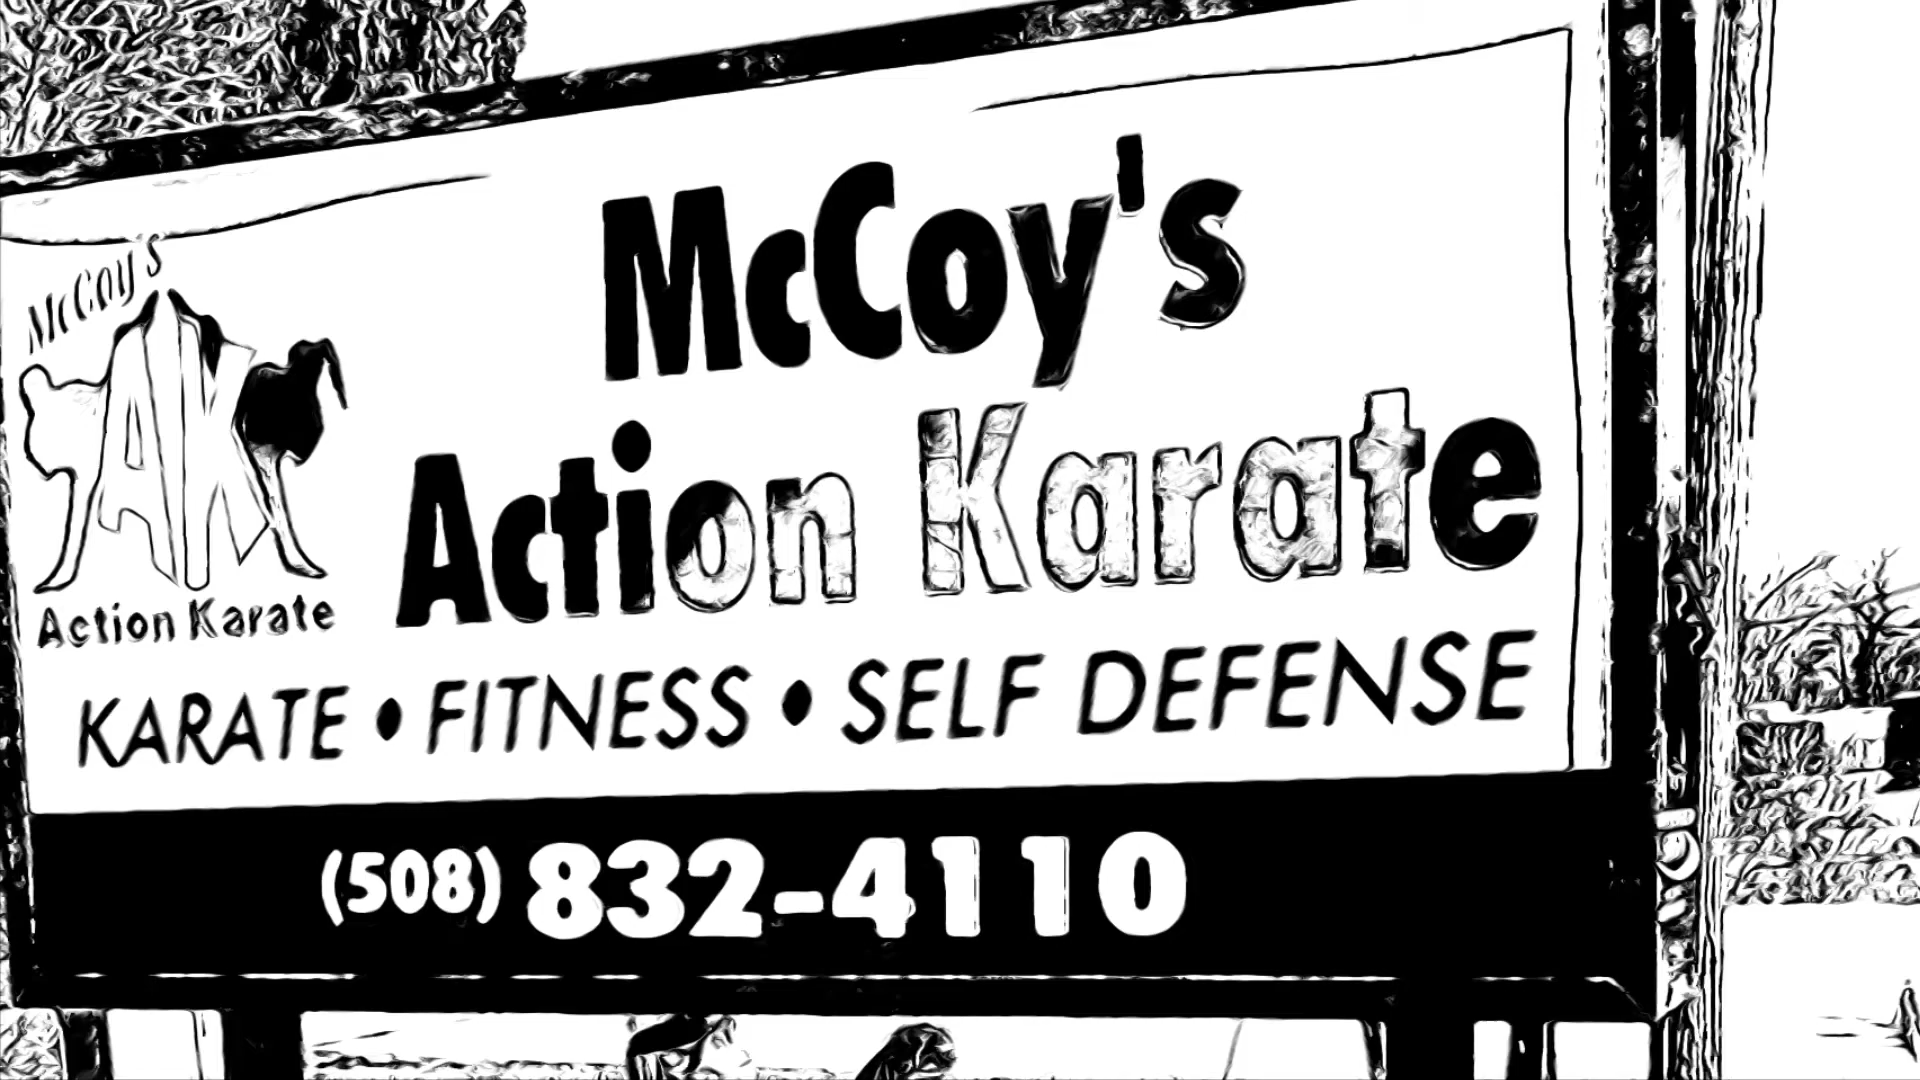 McCoy's
AK
Action Karate
McCoy's
Action Karate
KARATE • FITNESS • SELF DEFENSE
(508) 832-4110